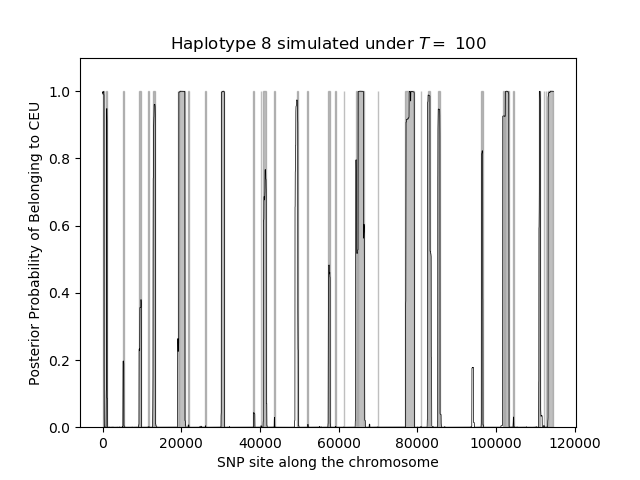 Haplotype 8 simulated under T = 100
Posterior Probability of Belonging to CEU
1.0
0.8
0.6
0.4
0.2
0.0
0 20000 40000 60000 80000 100000 120000
SNP site along the chromosome